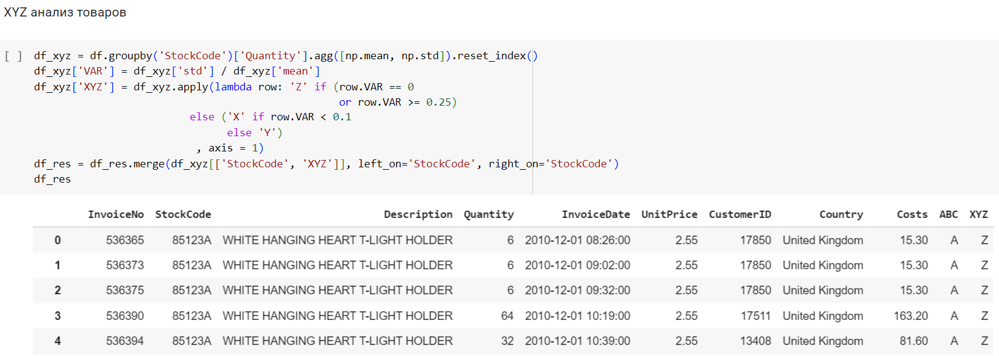 XYZ анализ товаров
[ ] df_xyz = df.groupby('StockCode')['Quantity'].agg([np.mean, np.std]).reset_index()
df_xyz['VAR'] = df_xyz['std'] / df_xyz['mean']
df_xyz['XYZ'] = df_xyz.apply(lambda row: 'Z' if (row.VAR == 0
or row.VAR >= 0.25)
else ('X' if row.VAR < 0.1
else 'Y')
, axis = 1)
df_res = df_res.merge(df_xyz[['StockCode', 'XYZ']], left_on='StockCode', right_on='StockCode')
df_res
InvoiceNo StockCode Description Quantity InvoiceDate UnitPrice CustomerID Country Costs ABC XYZ
0 536365 85123A WHITE HANGING HEART T-LIGHT HOLDER 6 2010-12-01 08:26:00 2.55 17850 United Kingdom 15.30 A Z
1 536373 85123A WHITE HANGING HEART T-LIGHT HOLDER 6 2010-12-01 09:02:00 2.55 17850 United Kingdom 15.30 A Z
2 536375 85123A WHITE HANGING HEART T-LIGHT HOLDER 6 2010-12-01 09:32:00 2.55 17850 United Kingdom 15.30 A Z
3 536390 85123A WHITE HANGING HEART T-LIGHT HOLDER 64 2010-12-01 10:19:00 2.55 17511 United Kingdom 163.20 A Z
4 536394 85123A WHITE HANGING HEART T-LIGHT HOLDER 32 2010-12-01 10:39:00 2.55 13408 United Kingdom 81.60 A Z